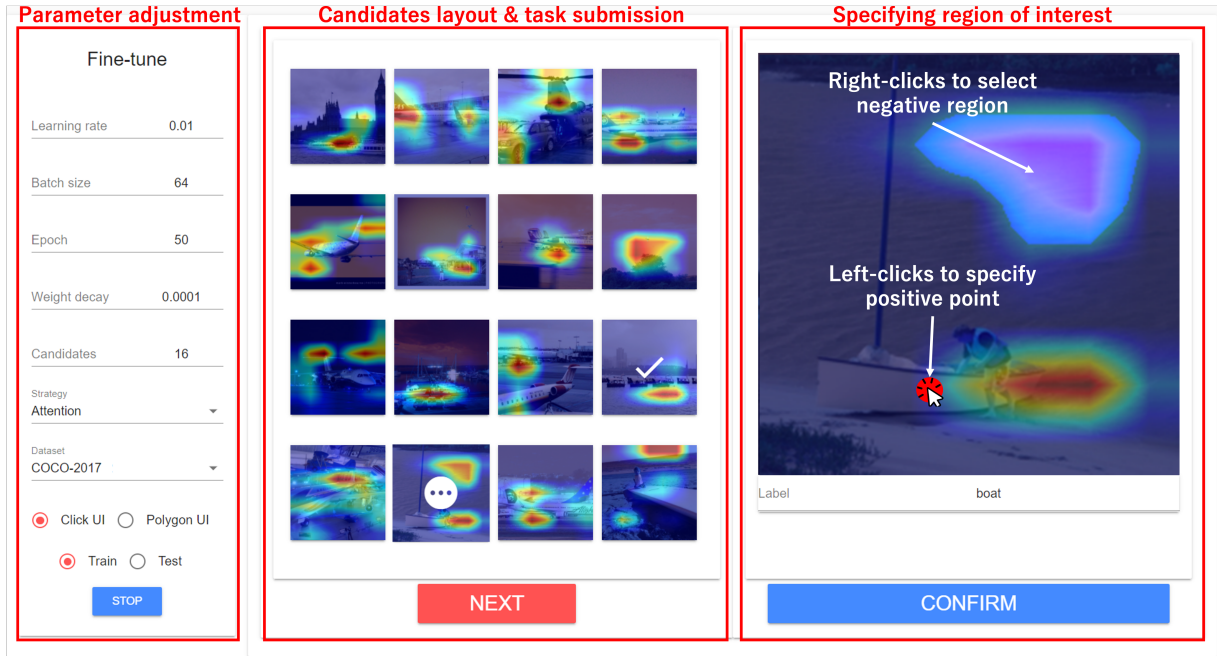 Parameter adjustment
Fine-tune
Learning rate 0.01
Batch size 64
Epoch 50
Weight decay 0.0001
Candidates 16
Strategy
Attention
Dataset
COCO-2017
Click UI Polygon UI
Train Test
STOP
Candidates layout & task submission
NEXT
Specifying region of interest
Right-clicks to select
negative region
Left-clicks to specify
positive point
Label boat
CONFIRM